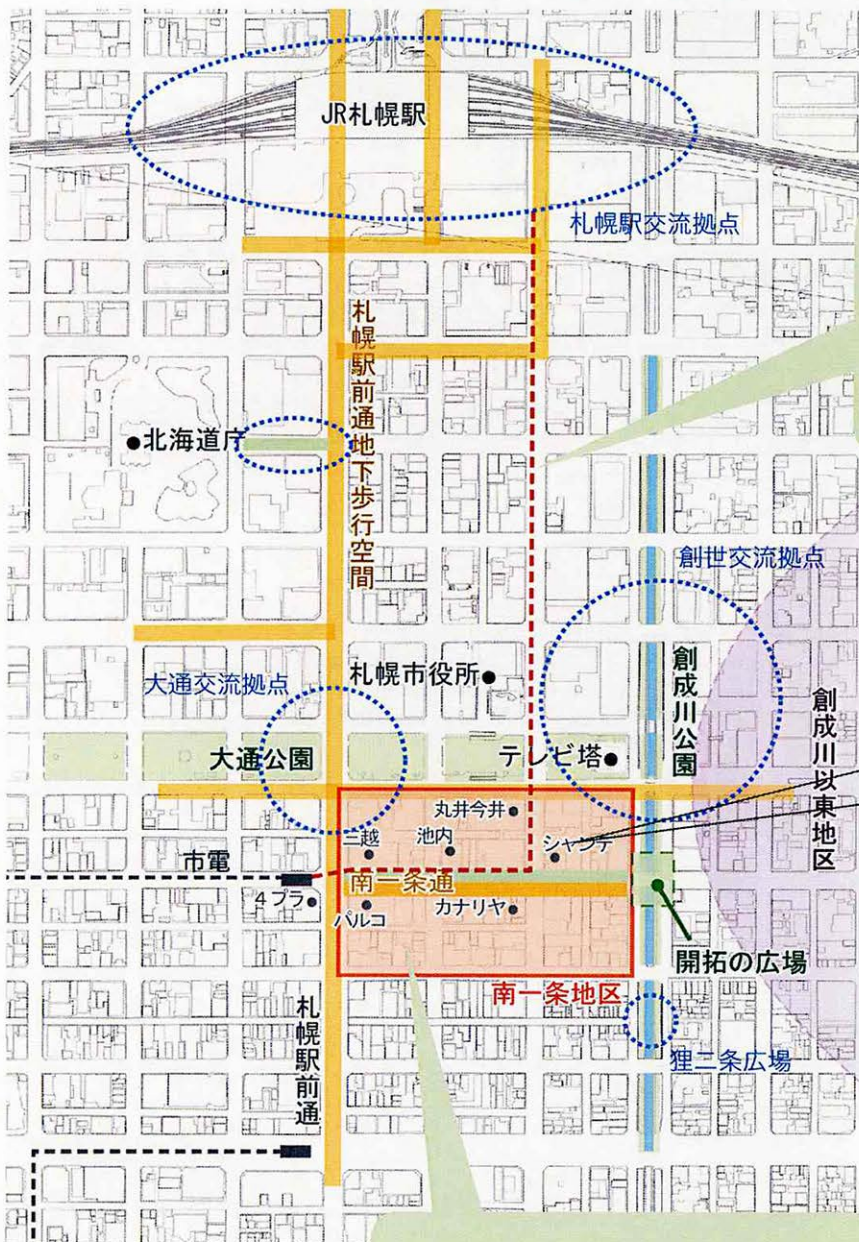 JR札幌駅
札幌駅交流拠点
札幌駅前通地下歩行空間
北海道庁
創世交流拠点
札幌市役所
大通交流拠点
創成川公園
創成川以東地区
大通公園
テレビ塔
丸井今井
三越
池内
シャンテ
市電
南一条通
4プラ
パルコ
カナリヤ
開拓の広場
南一条地区
札幌駅前通
狸二条広場